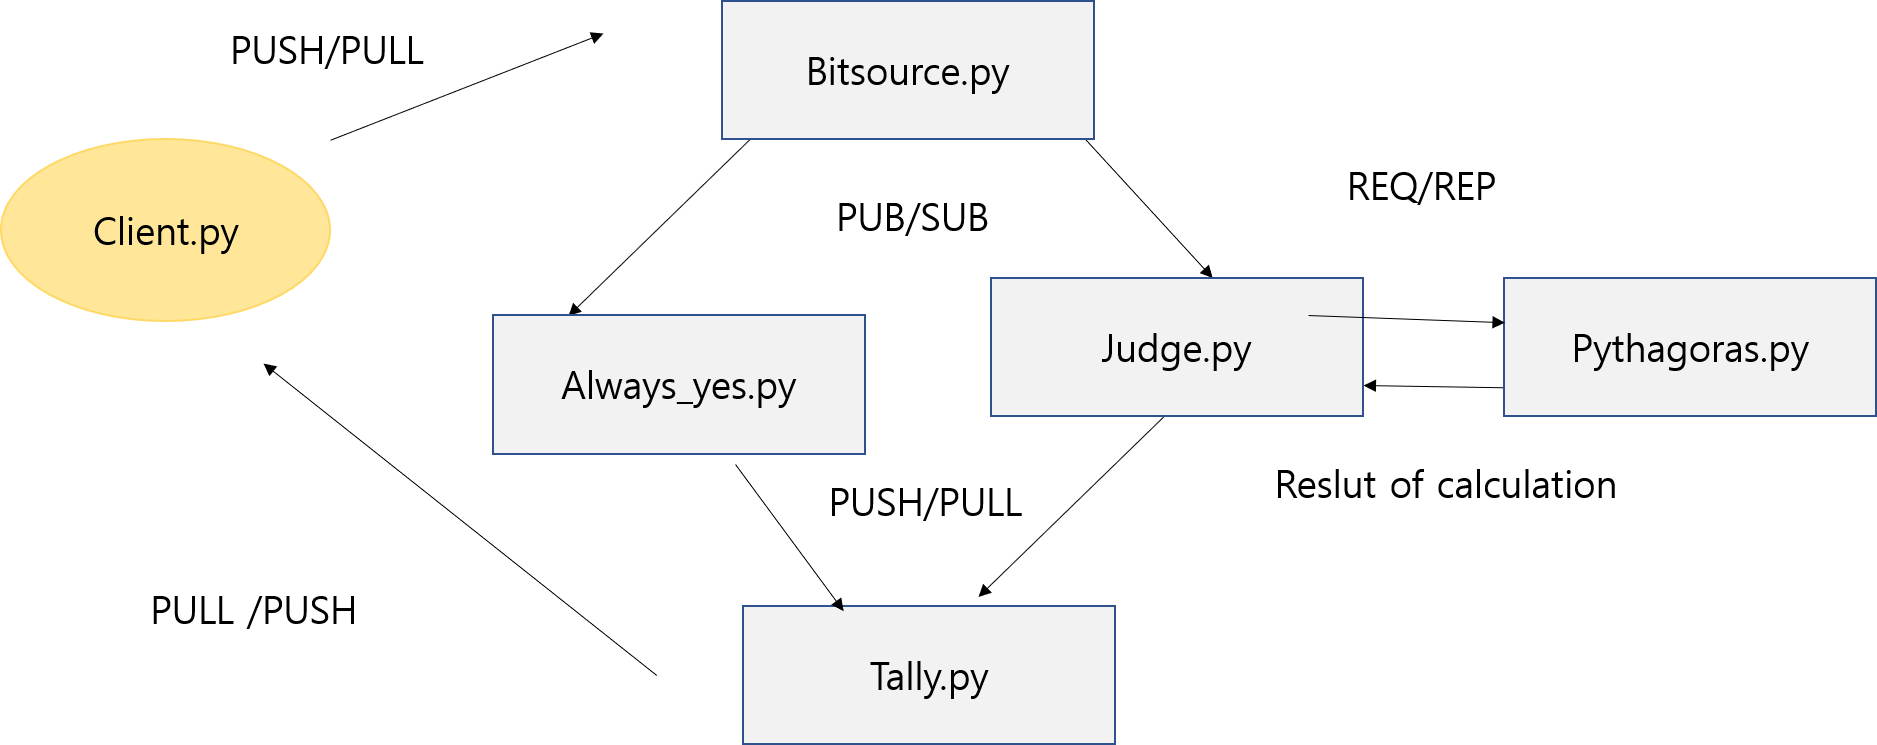 Bitsource.py
PUSH/PULL
REQ/REP
PUB/SUB
Client.py
Judge.py
Pythagoras.py
Always_yes.py
Reslut of calculation
PUSH/PULL
PULL /PUSH
Tally.py